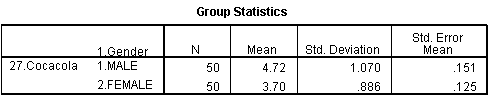 Group Statistics
1.Gender N Mean Std. Deviation Std. Error Mean
27.Cocacola 1.MALE 50 4.72 1.070 .151
2.FEMALE 50 3.70 .886 .125